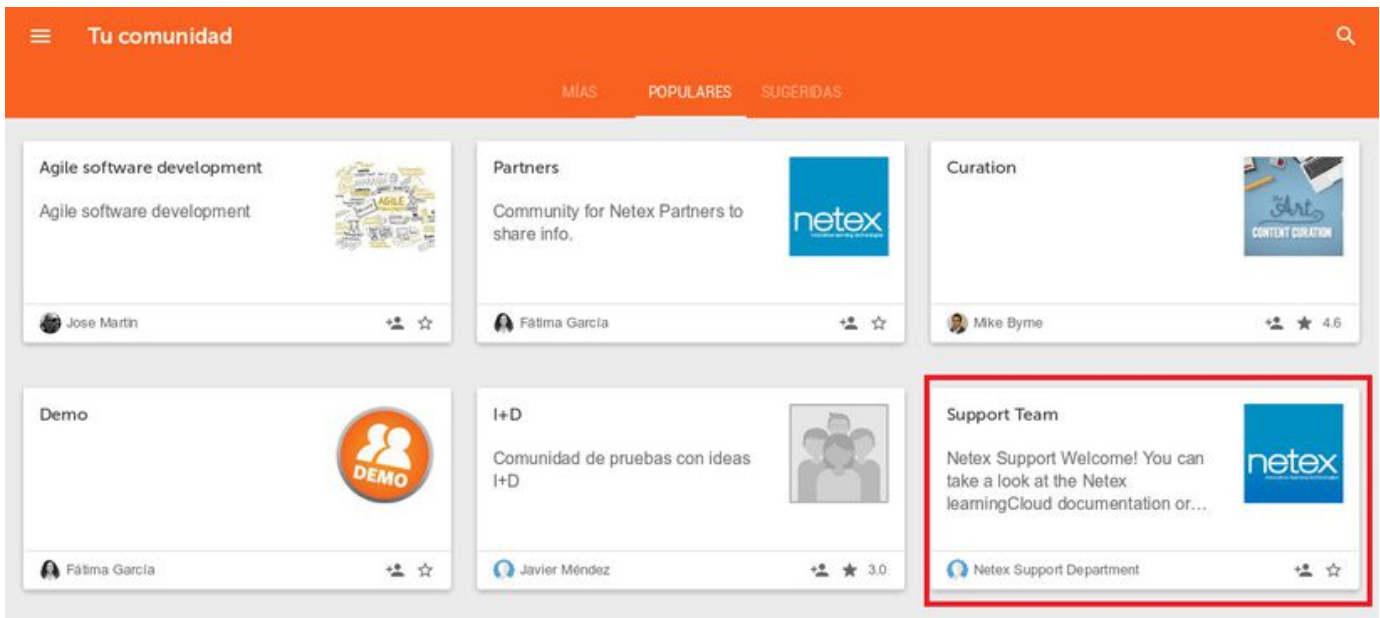 Tu comunidad
MÍAS POPULARES SUGERIDAS
Agile software development
Agile software development
AGILE
Jose Martin
Partners
Community for Netex Partners to
share info.
netex
Fátima García
Curation
The Art
CONTENT CURATION
Mike Byrne
4.6
Demo
DEMO
Fátima García
I+D
Comunidad de pruebas con ideas
I+D
Javier Méndez
3.0
Support Team
Netex Support Welcome! You can
take a look at the Netex
learningCloud documentation or…
netex
Netex Support Department